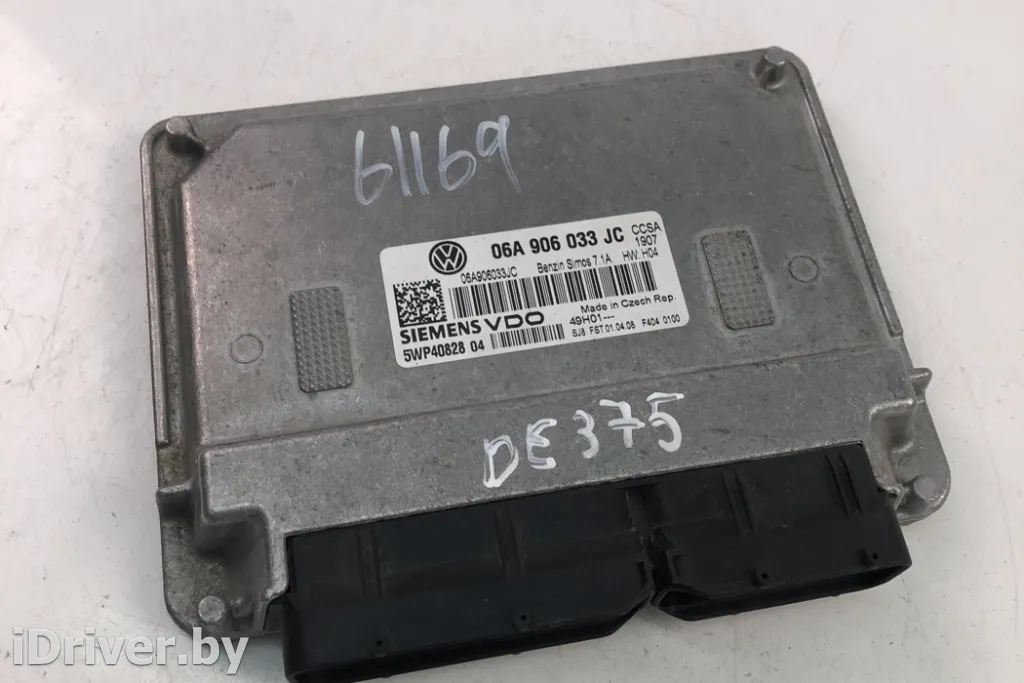 61169
06A 906 033 JC CCSA
1907
06A906033JC Benzin Simos 7.1A HW: H04
Made in Czech Rep.
SIEMENS VDO 49H01---
5WP40828 04 SJ8 FST 01.04.08 F404 0100
DE375
iDriver.by